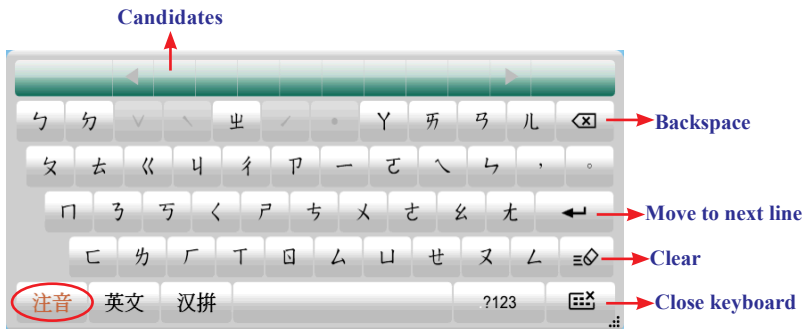 Candidates
ㄅ ㄉ ˇ ˋ ㄓ ˊ ˙ ㄚ ㄞ ㄢ ㄦ Backspace
ㄆ ㄊ ㄍ ㄐ ㄔ ㄗ ㄧ ㄛ ㄟ ㄣ , 。
ㄇ ㄋ ㄎ ㄑ ㄕ ㄘ ㄨ ㄜ ㄠ ㄤ Move to next line
ㄈ ㄌ ㄏ ㄒ ㄖ ㄙ ㄩ ㄝ ㄡ ㄥ Clear
注音 英文 汉拼 .?123 Close keyboard